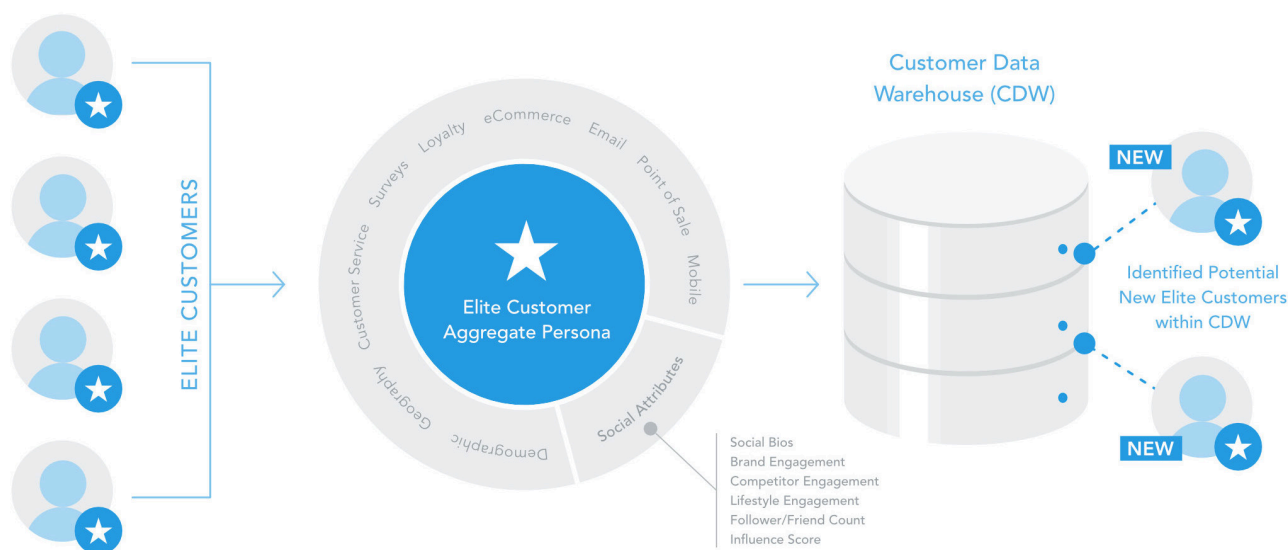 ELITE CUSTOMERS
Demographic
Geography
Customer Service
Surveys
Loyalty
eCommerce
Email
Point of Sale
Mobile
Social Attributes
Elite Customer
Aggregate Persona
Social Bios
Brand Engagement
Competitor Engagement
Lifestyle Engagement
Follower/Friend Count
Influence Score
Customer Data
Warehouse (CDW)
NEW
Identified Potential
New Elite Customers
within CDW
NEW